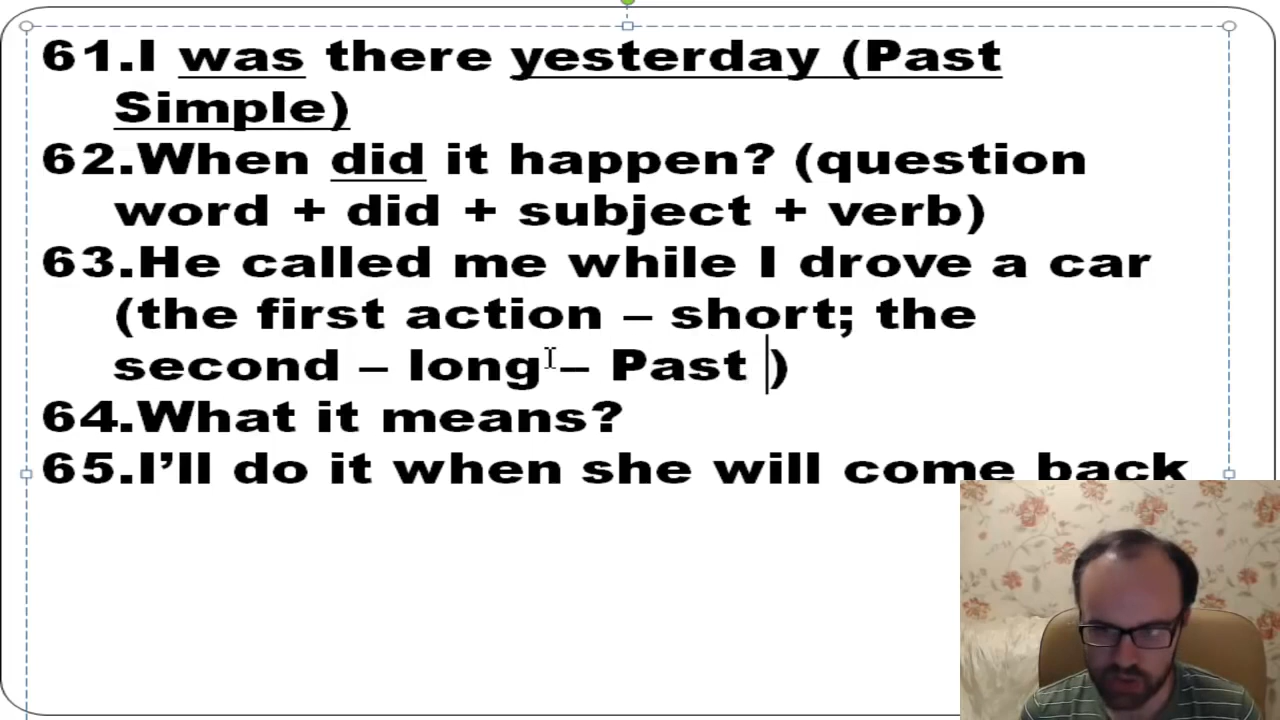 61.I was there yesterday (Past
Simple)
62.When did it happen? (question
word + did + subject + verb)
63.He called me while I drove a car
(the first action – short; the
second – long – Past )
64.What it means?
65.I’ll do it when she will come back